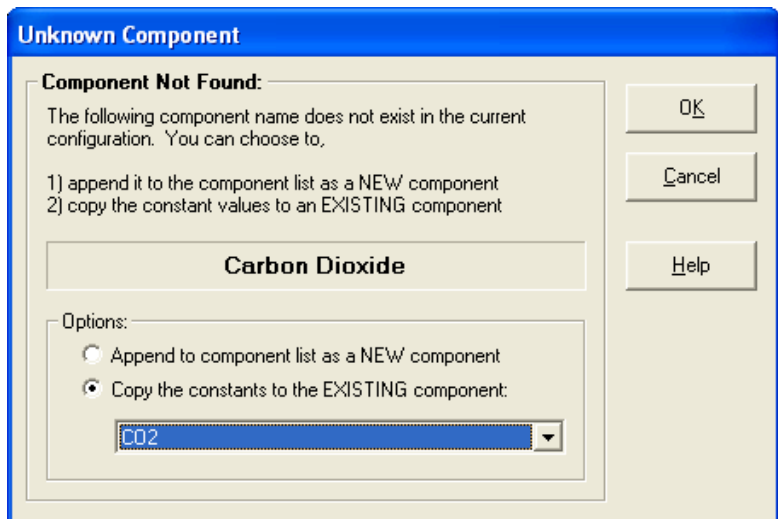 Unknown Component
Component Not Found:
The following component name does not exist in the current
configuration. You can choose to,
1) append it to the component list as a NEW component
2) copy the constant values to an EXISTING component
Carbon Dioxide
Options:
Append to component list as a NEW component
Copy the constants to the EXISTING component:
CO2
OK
Cancel
Help